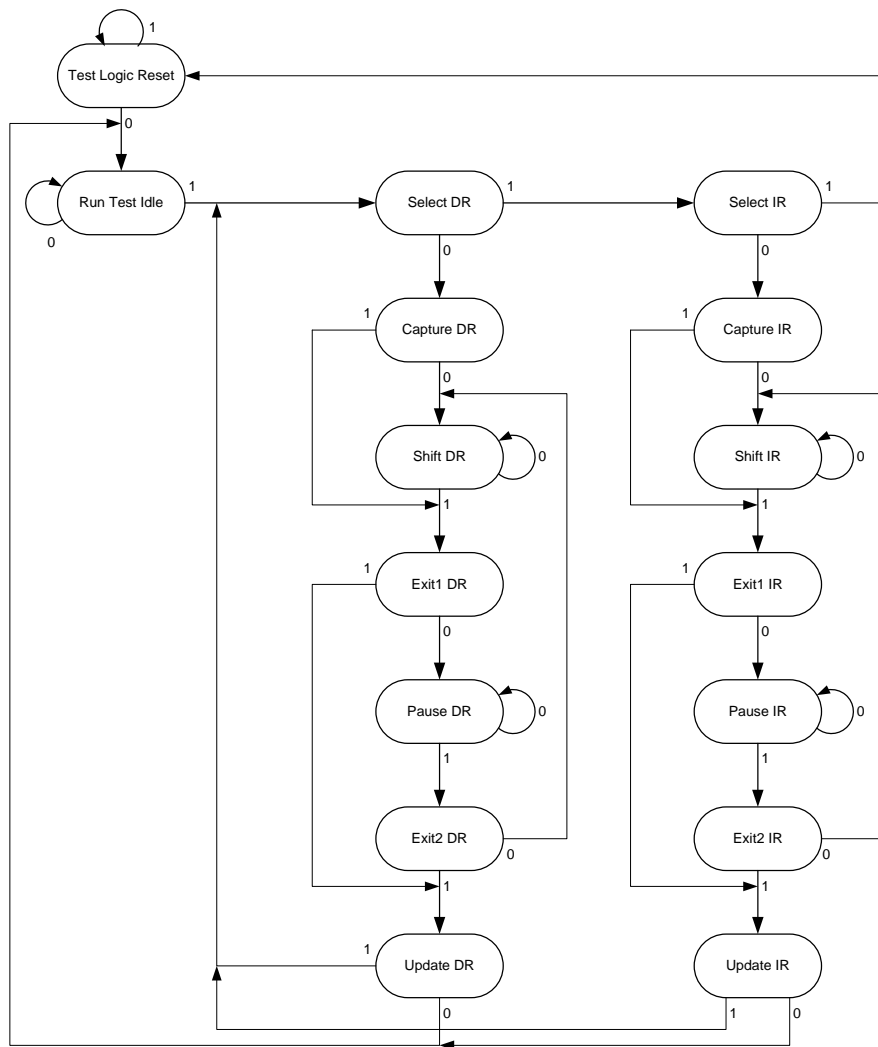 1
Test Logic Reset
0
Run Test Idle
1
0
Select DR
1
0
Select IR
1
0
1
Capture DR
0
1
Capture IR
0
Shift DR
0
1
Shift IR
0
1
1
Exit1 DR
0
1
Exit1 IR
0
Pause DR
0
1
Pause IR
0
1
Exit2 DR
0
1
Exit2 IR
0
1
1
Update DR
0
Update IR
1
0